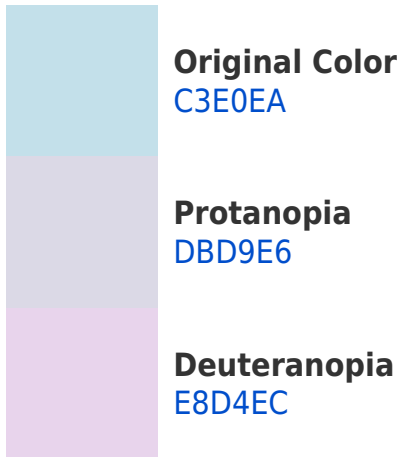 Original Color
C3E0EA
Protanopia
DBD9E6
Deuteranopia
E8D4EC